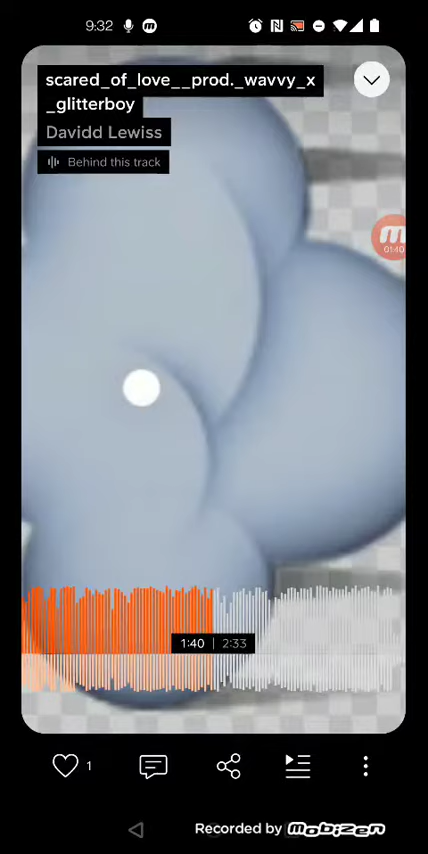 9:32
scared_of_love__prod._wavvy_x
_glitterboy
Davidd Lewiss
Behind this track
01:40
1:40 | 2:33
1
Recorded by Mobizen